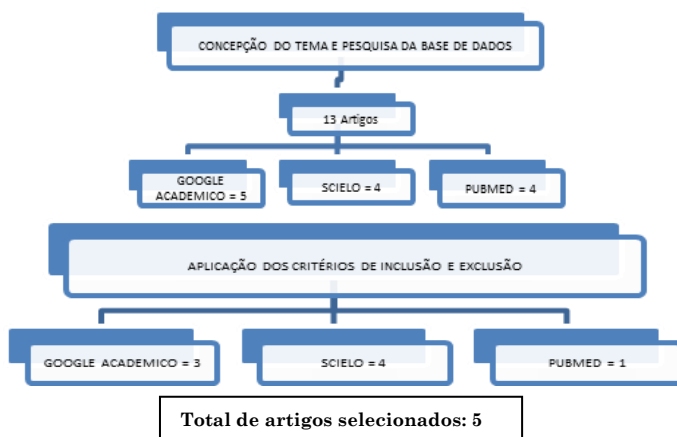 CONCEPÇÃO DO TEMA E PESQUISA DA BASE DE DADOS
13 Artigos
GOOGLE
ACADEMICO = 5
SCIELO = 4
PUBMED = 4
APLICAÇÃO DOS CRITÉRIOS DE INCLUSÃO E EXCLUSÃO
GOOGLE ACADEMICO = 3
SCIELO = 4
PUBMED = 1
Total de artigos selecionados: 5